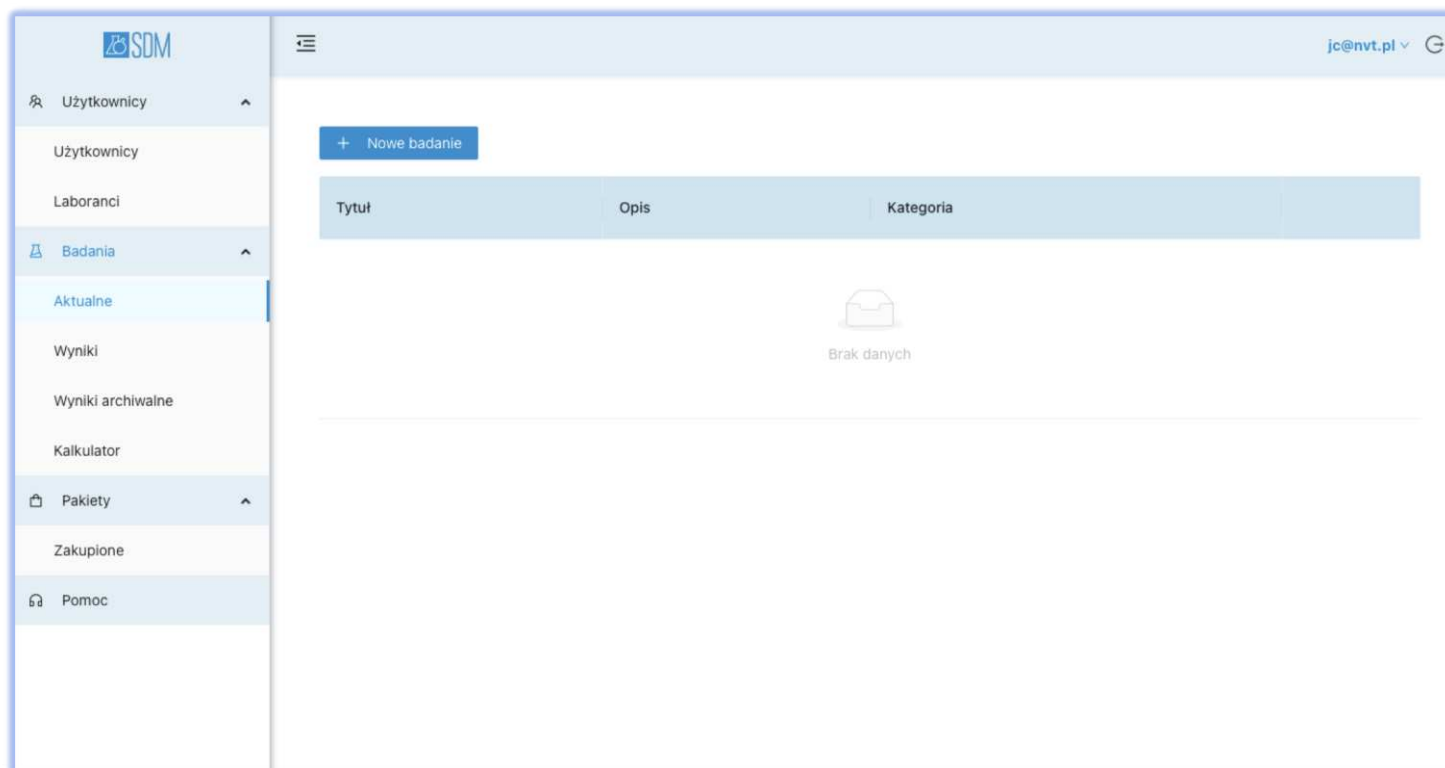 SDM
jc@nvt.pl
Użytkownicy
Użytkownicy
Laboranci
Badania
Aktualne
Wyniki
Wyniki archiwalne
Kalkulator
Pakiety
Zakupione
Pomoc
+ Nowe badanie
Tytuł Opis Kategoria
Brak danych